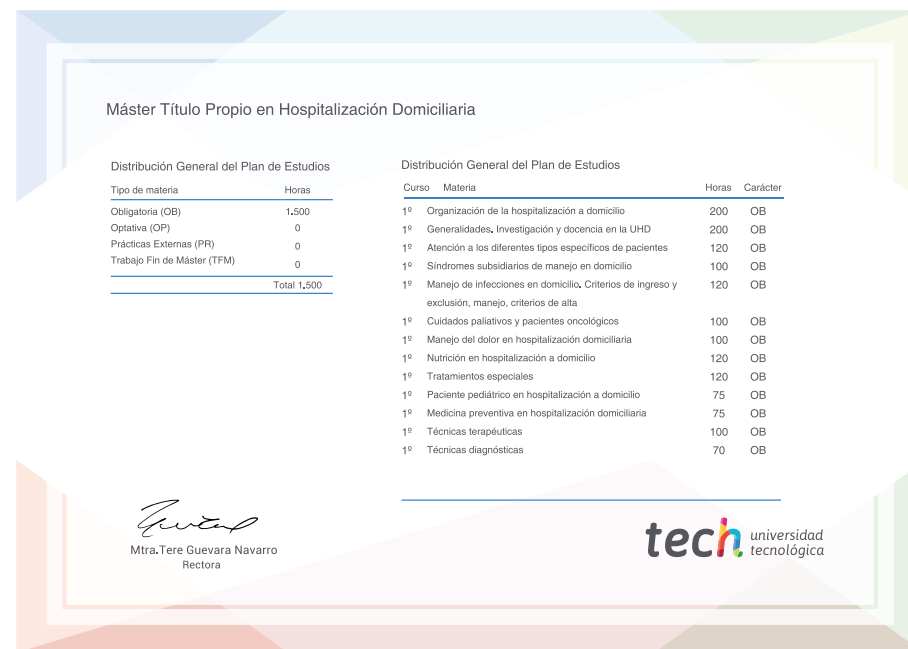 Máster Título Propio en Hospitalización Domiciliaria
Distribución General del Plan de Estudios
Tipo de materia Horas
Obligatoria (OB) 1.500
Optativa (OP) 0
Prácticas Externas (PR) 0
Trabajo Fin de Máster (TFM) 0
Total 1.500
Distribución General del Plan de Estudios
Curso Materia Horas Carácter
1º Organización de la hospitalización a domicilio 200 OB
1º Generalidades. Investigación y docencia en la UHD 200 OB
1º Atención a los diferentes tipos específicos de pacientes 120 OB
1º Síndromes subsidiarios de manejo en domicilio 100 OB
1º Manejo de infecciones en domicilio. Criterios de ingreso y 120 OB
exclusión, manejo, criterios de alta
1º Cuidados paliativos y pacientes oncológicos 100 OB
1º Manejo del dolor en hospitalización domiciliaria 100 OB
1º Nutrición en hospitalización a domicilio 120 OB
1º Tratamientos especiales 120 OB
1º Paciente pediátrico en hospitalización a domicilio 75 OB
1º Medicina preventiva en hospitalización domiciliaria 75 OB
1º Técnicas terapéuticas 100 OB
1º Técnicas diagnósticas 70 OB
Mtra.Tere Guevara Navarro
Rectora
tech universidad
tecnológica